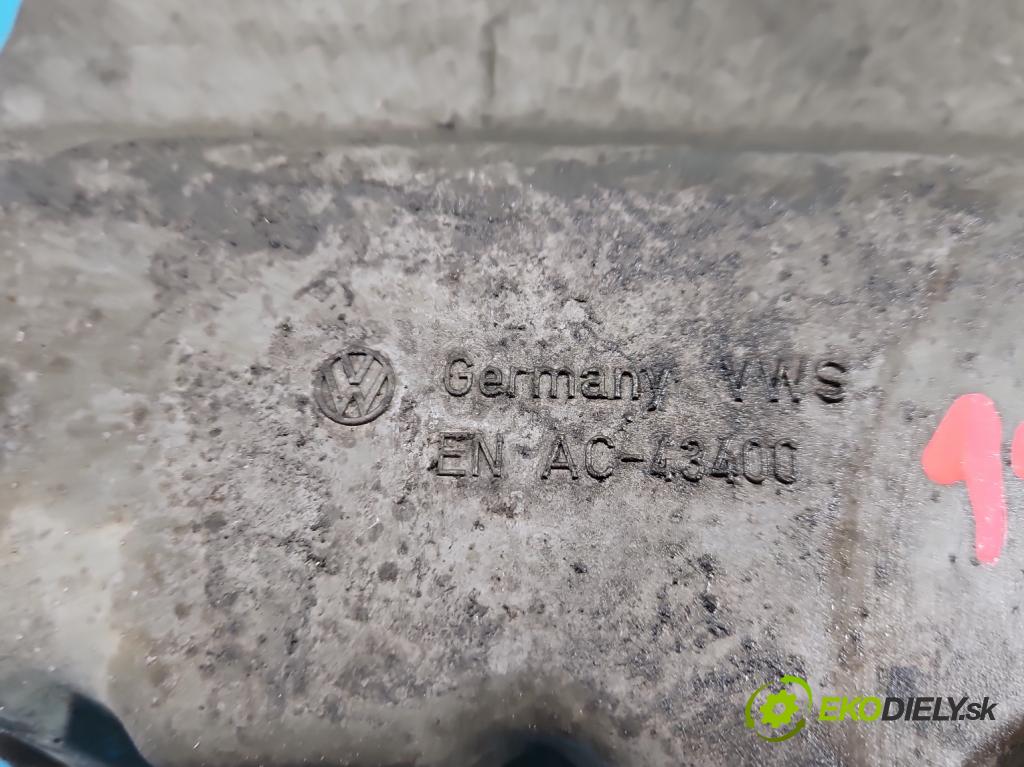 Germany VWS
EN AC-43400
EKODIELY.sk